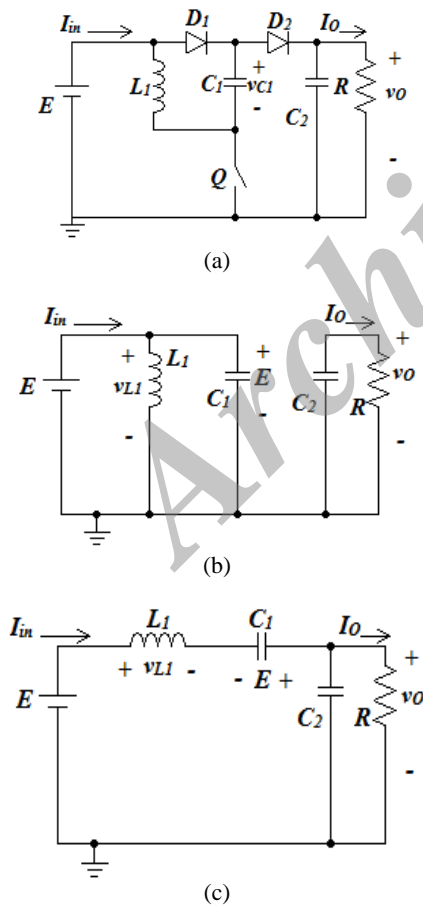 Iin D1 D2 IO
E L1 C1 + vC1 - C2 R + vO -
Q
(a)
Iin IO
E + vL1 - L1 C1 + E - C2 R + vO -
(b)
Iin L1 C1 IO
E + vL1 - - E + C2 R + vO -
(c)
Archi